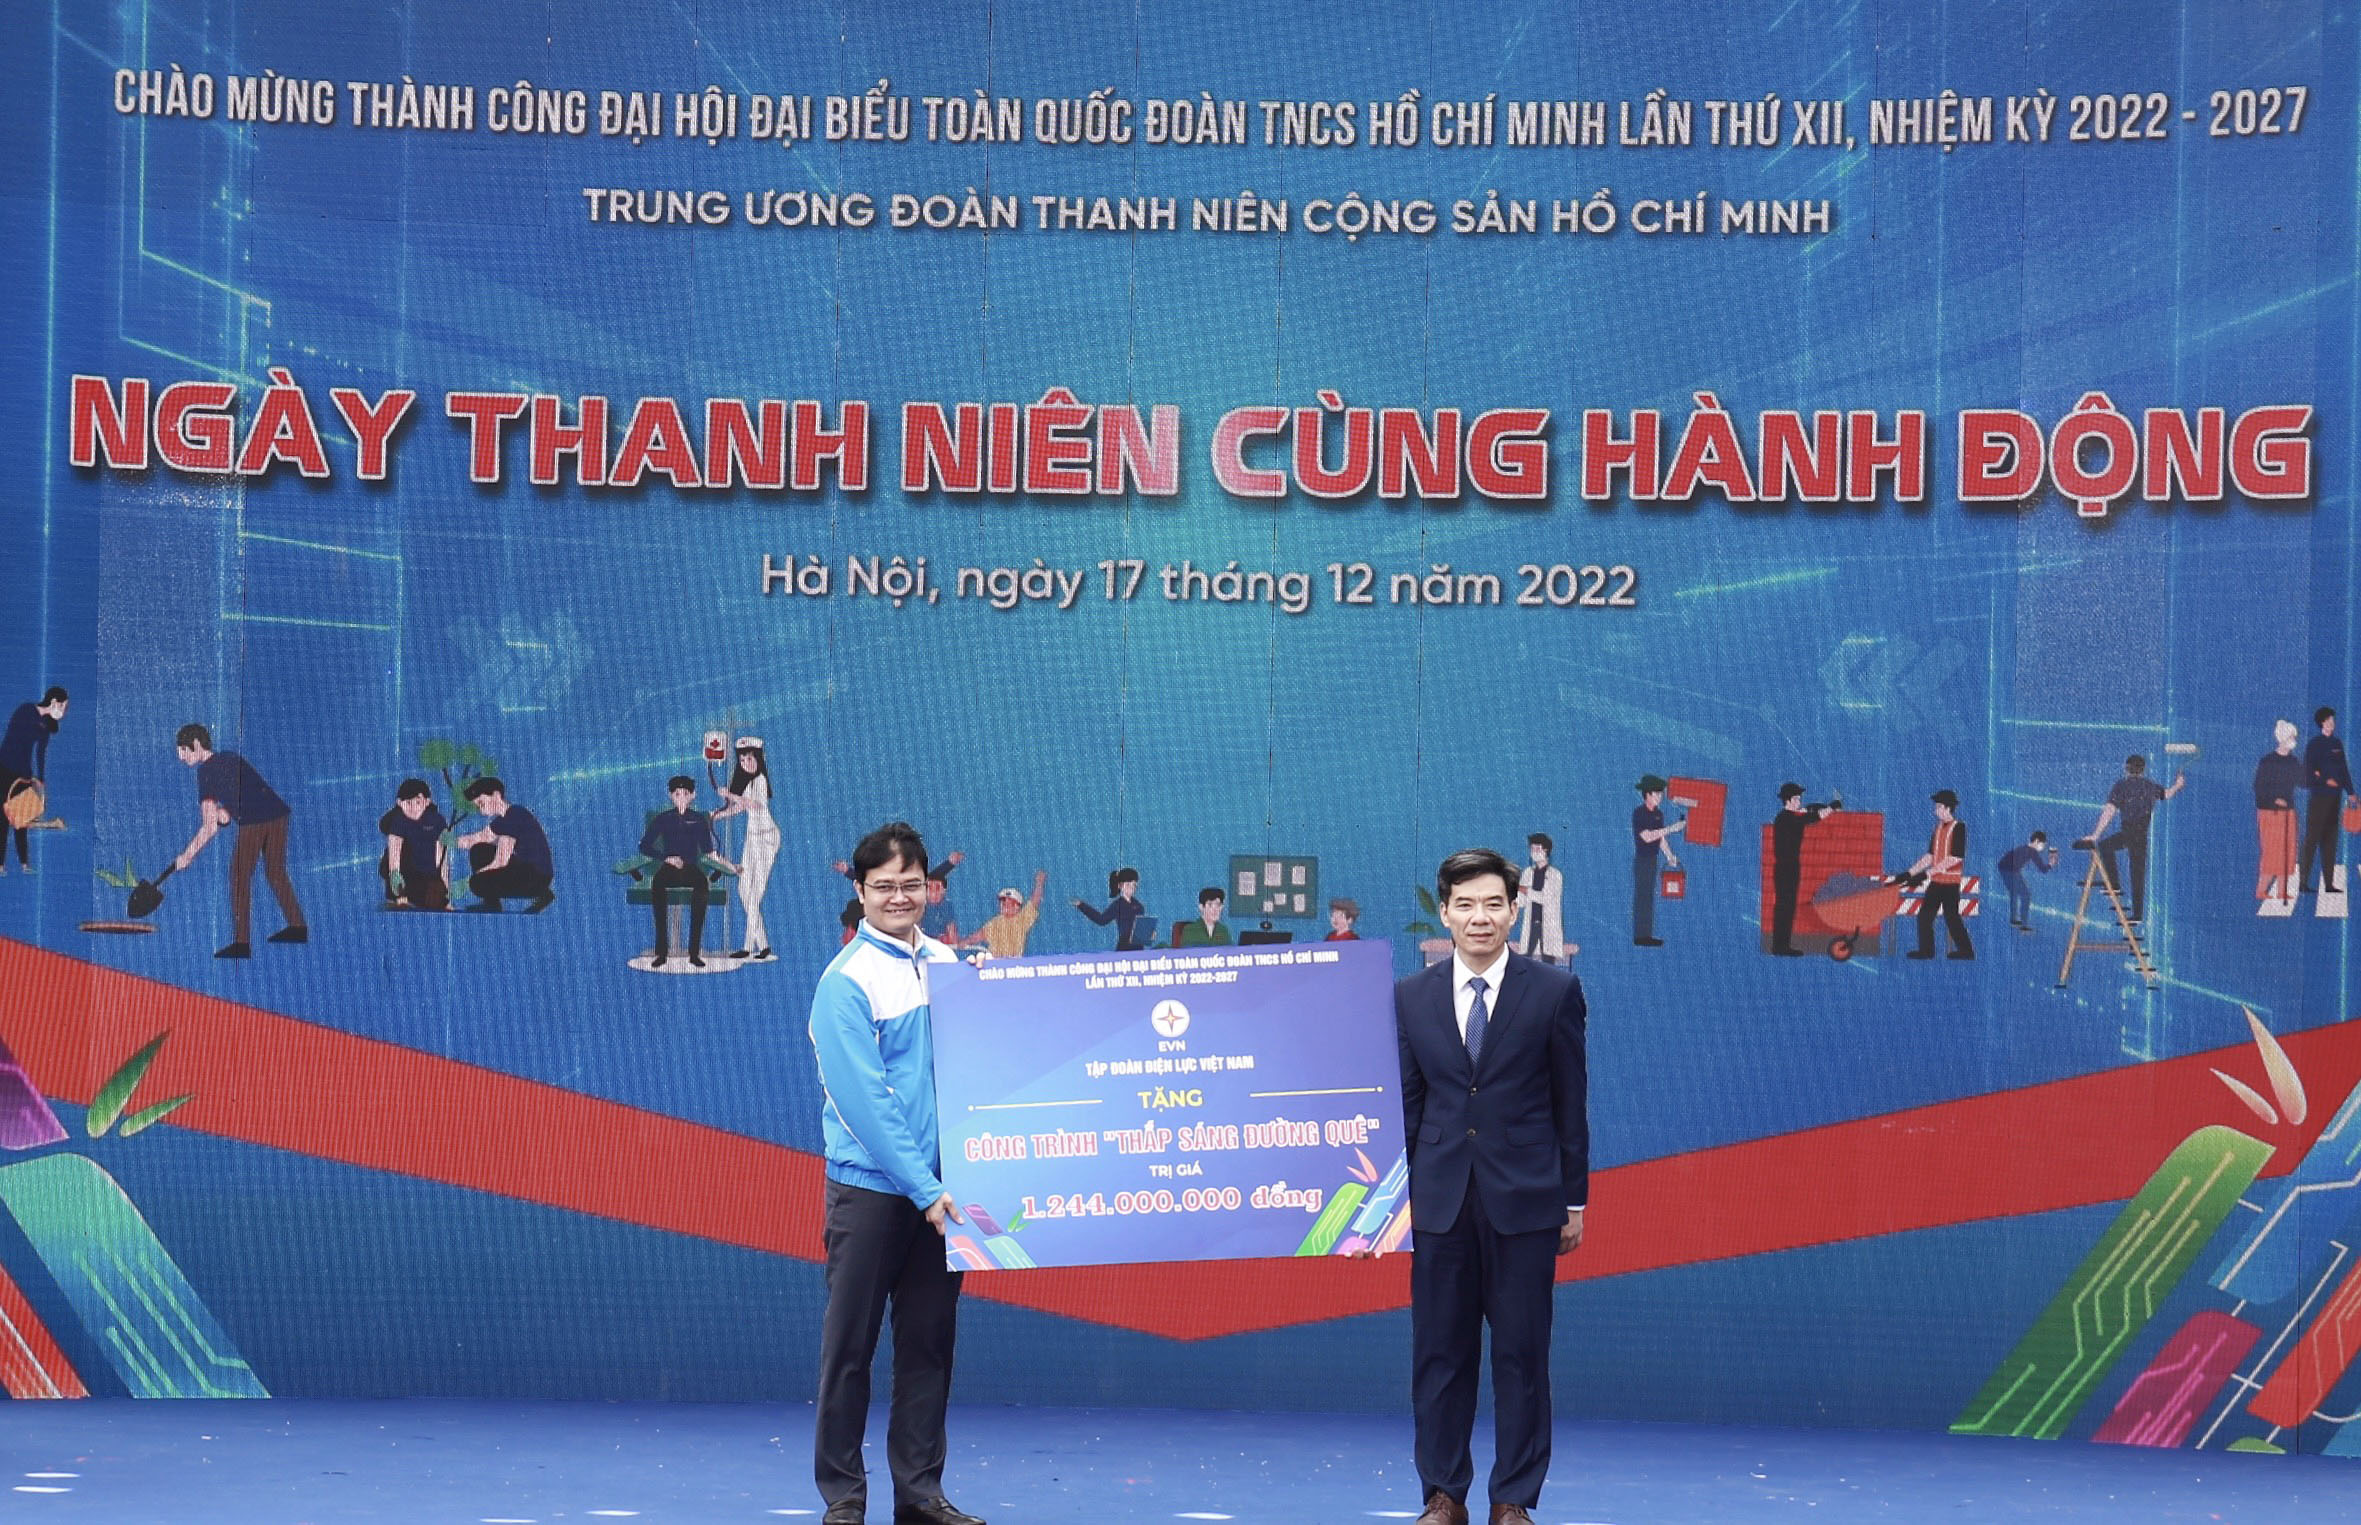 CHÀO MỪNG THÀNH CÔNG ĐẠI HỘI ĐẠI BIỂU TOÀN QUỐC ĐOÀN TNCS HỒ CHÍ MINH LẦN THỨ XII, NHIỆM KỲ 2022 - 2027
TRUNG ƯƠNG ĐOÀN THANH NIÊN CỘNG SẢN HỒ CHÍ MINH
NGÀY THANH NIÊN CÙNG HÀNH ĐỘNG
Hà Nội, ngày 17 tháng 12 năm 2022
CHÀO MỪNG THÀNH CÔNG ĐẠI HỘI ĐẠI BIỂU TOÀN QUỐC ĐOÀN TNCS HỒ CHÍ MINH
LẦN THỨ XII, NHIỆM KỲ 2022-2027
EVN
TẬP ĐOÀN ĐIỆN LỰC VIỆT NAM
TẶNG
CÔNG TRÌNH "THẮP SÁNG ĐƯỜNG QUÊ"
TRỊ GIÁ
1.244.000.000 đồng